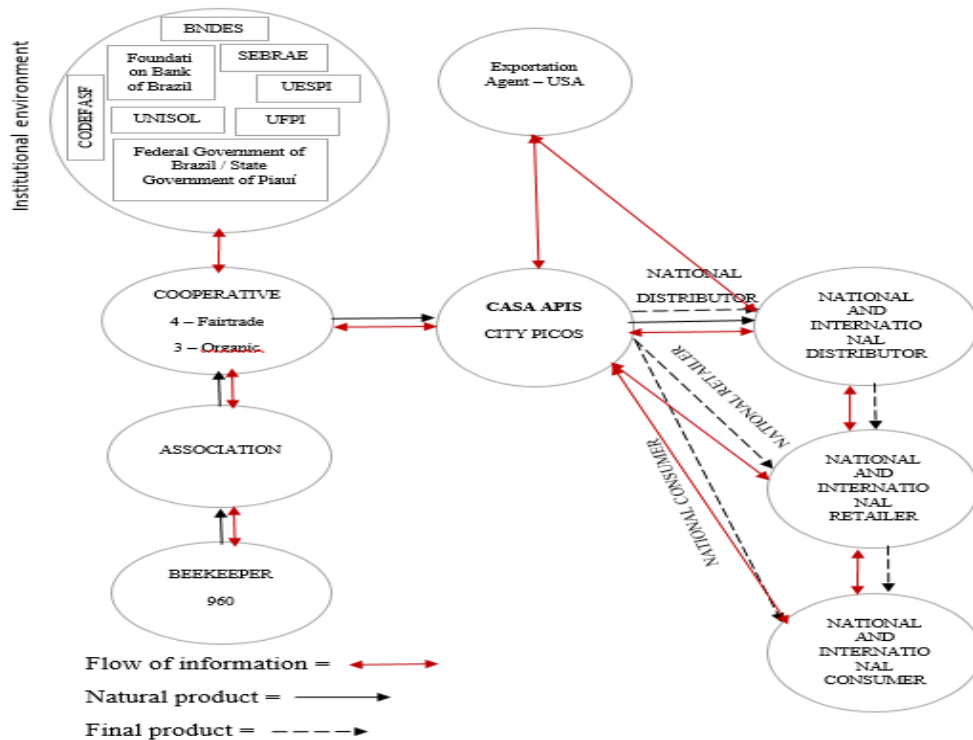 Institutional environment
BNDES
Foundati
on Bank
of Brazil
SEBRAE
CODEFASF
UESPI
UNISOL
UFPI
Federal Government of
Brazil / State
Government of Piauí
Exportation
Agent – USA
COOPERATIVE
4 – Fairtrade
3 – Organic
CASA APIS
CITY PICOS
NATIONAL
DISTRIBUTOR
NATIONAL
AND
INTERNATIO
NAL
DISTRIBUTOR
NATIONAL RETAILER
NATIONAL CONSUMER
ASSOCIATION
NATIONAL
AND
INTERNATIO
NAL
RETAILER
BEEKEEPER
960
NATIONAL
AND
INTERNATIO
NAL
CONSUMER
Flow of information =
Natural product =
Final product =